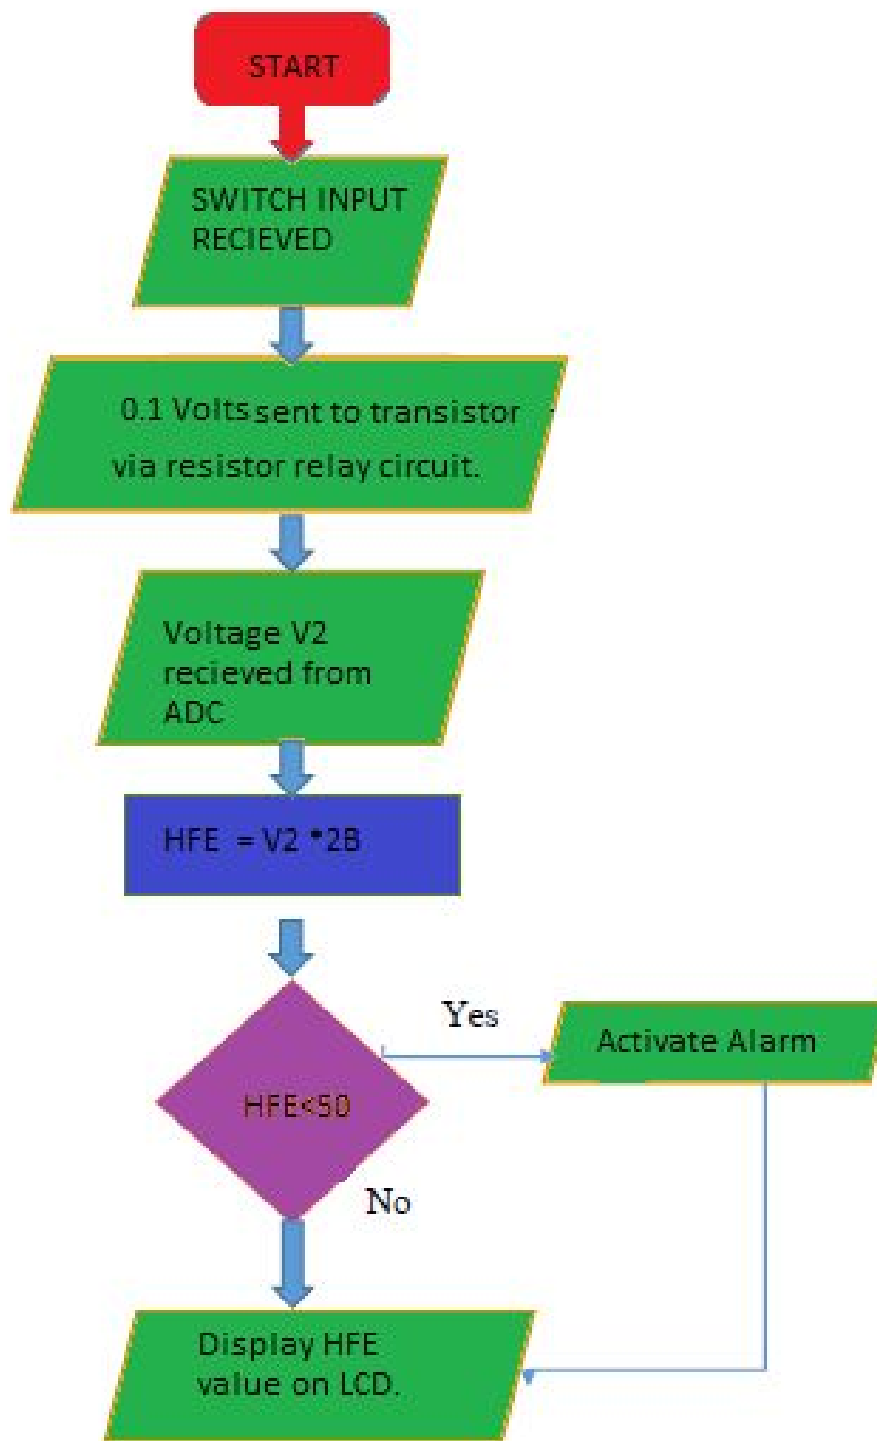 START
SWITCH INPUT
RECIEVED
0.1 Volts sent to transistor
via resistor relay circuit.
Voltage V2
recieved from
ADC
HFE = V2 *2B
HFE<50
Yes
Activate Alarm
No
Display HFE
value on LCD.